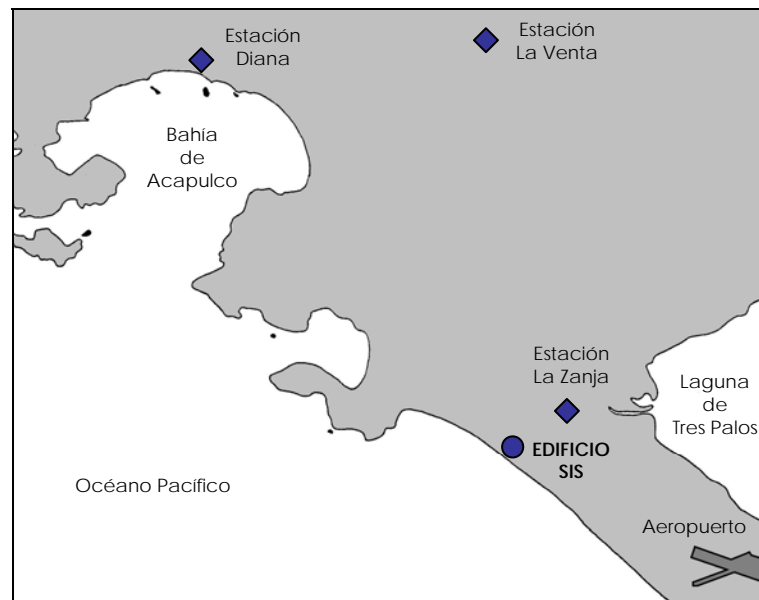 Estación
Diana
Estación
La Venta
Bahía
de
Acapulco
Estación
La Zanja
Laguna
de
Tres Palos
EDIFICIO
SIS
Océano Pacífico
Aeropuerto